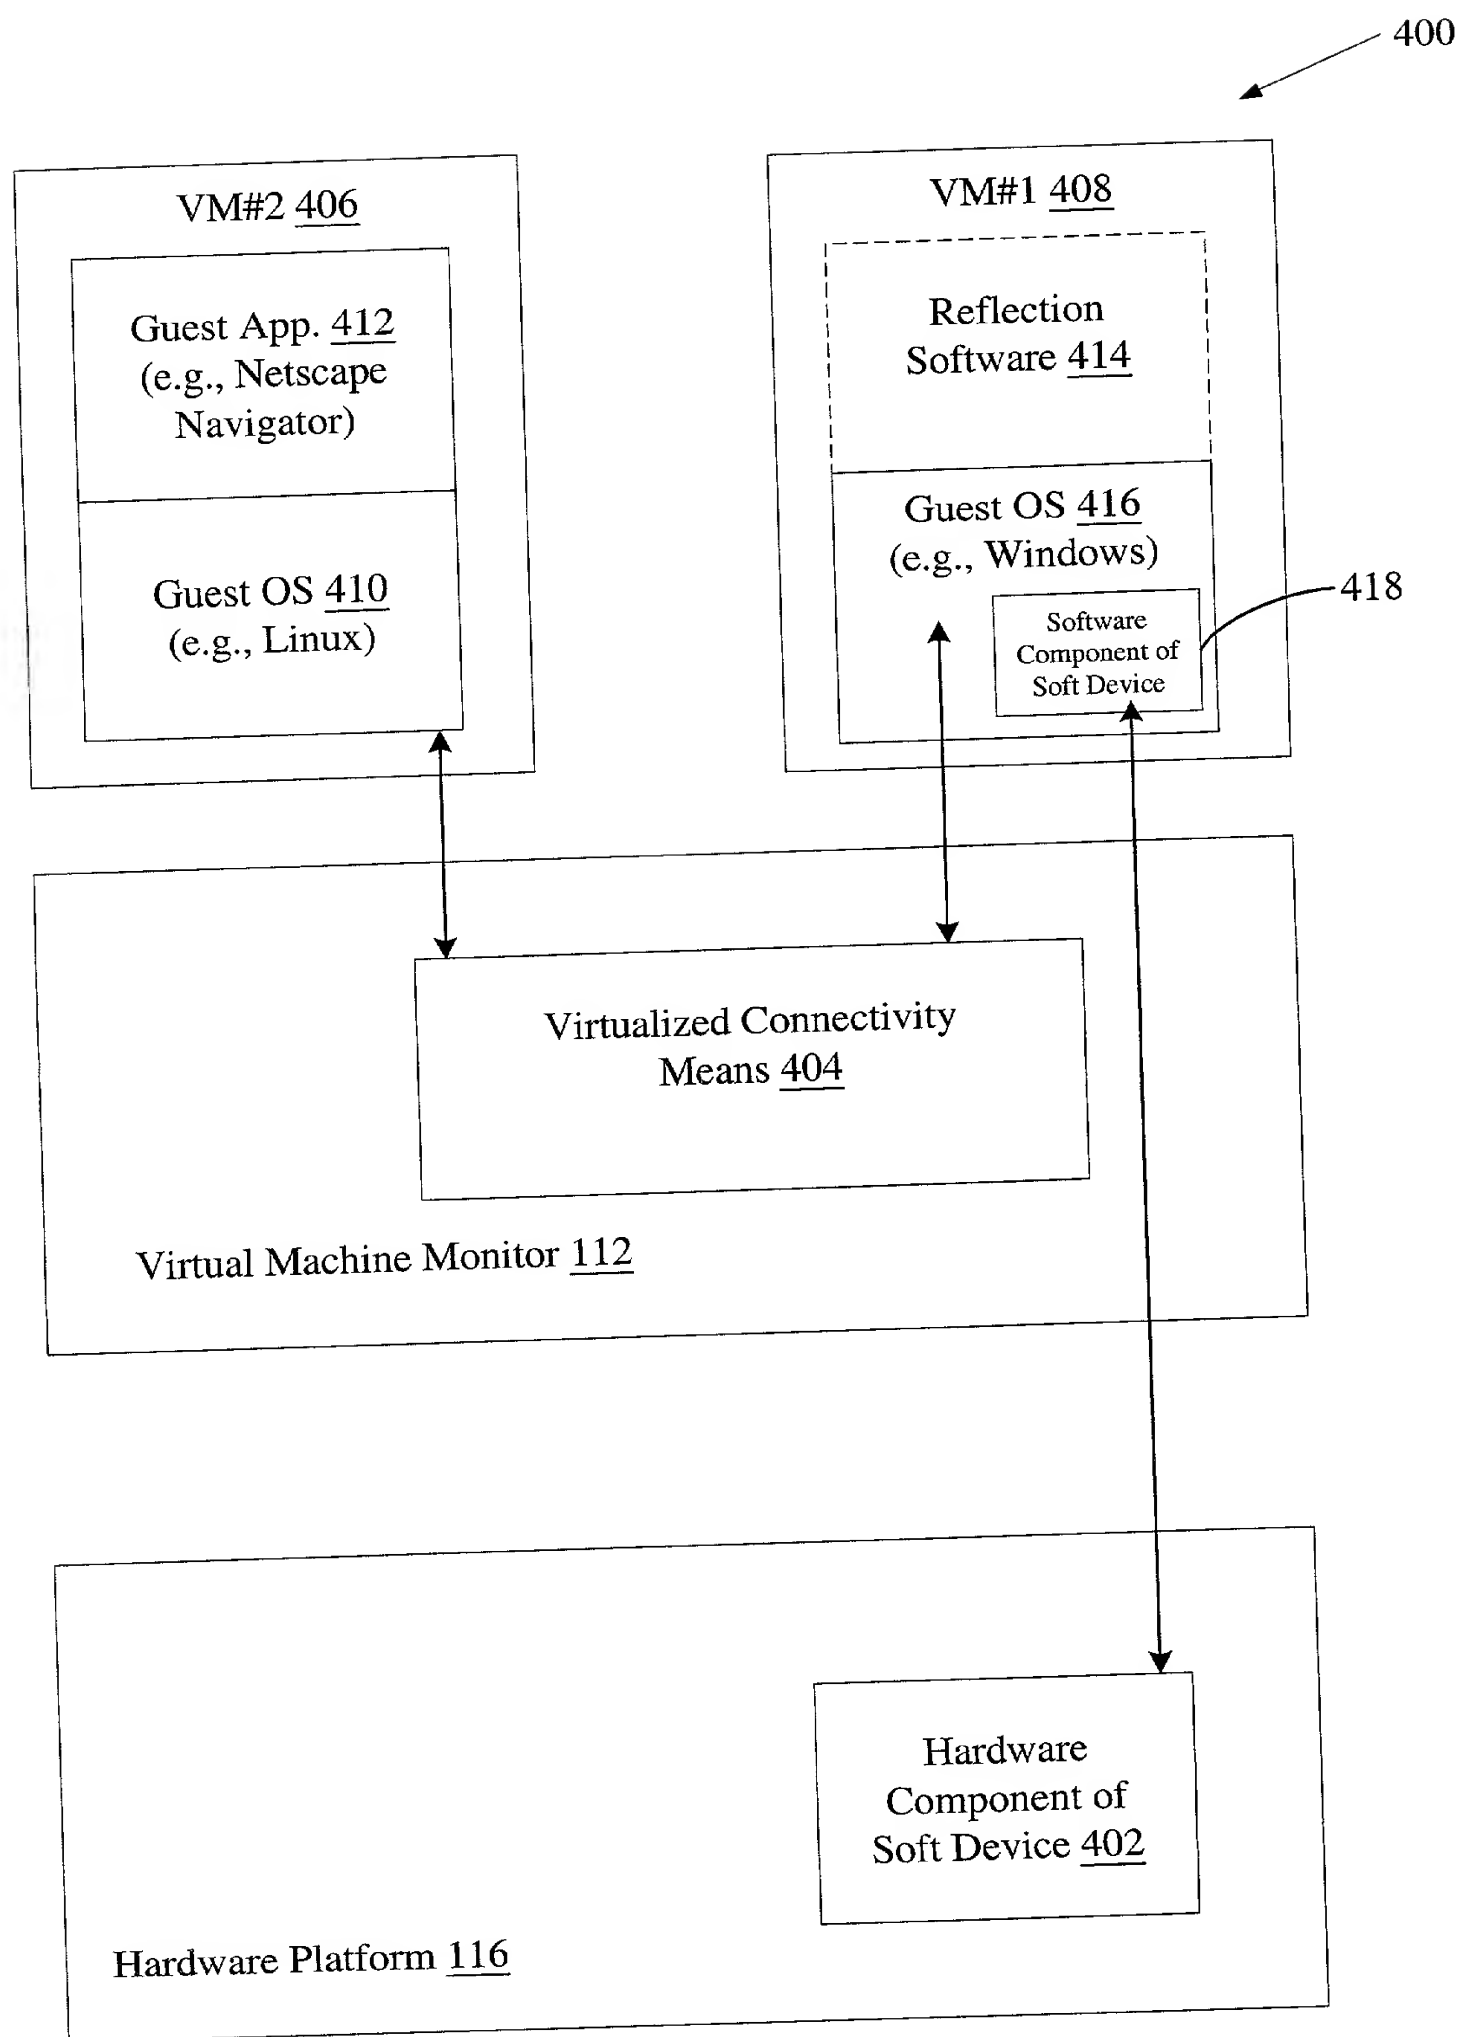 400
VM#2 406
Guest App. 412
(e.g., Netscape
Navigator)
Guest OS 410
(e.g., Linux)
VM#1 408
Reflection
Software 414
Guest OS 416
(e.g., Windows)
Software
Component of
Soft Device
418
Virtualized Connectivity
Means 404
Virtual Machine Monitor 112
Hardware
Component of
Soft Device 402
Hardware Platform 116